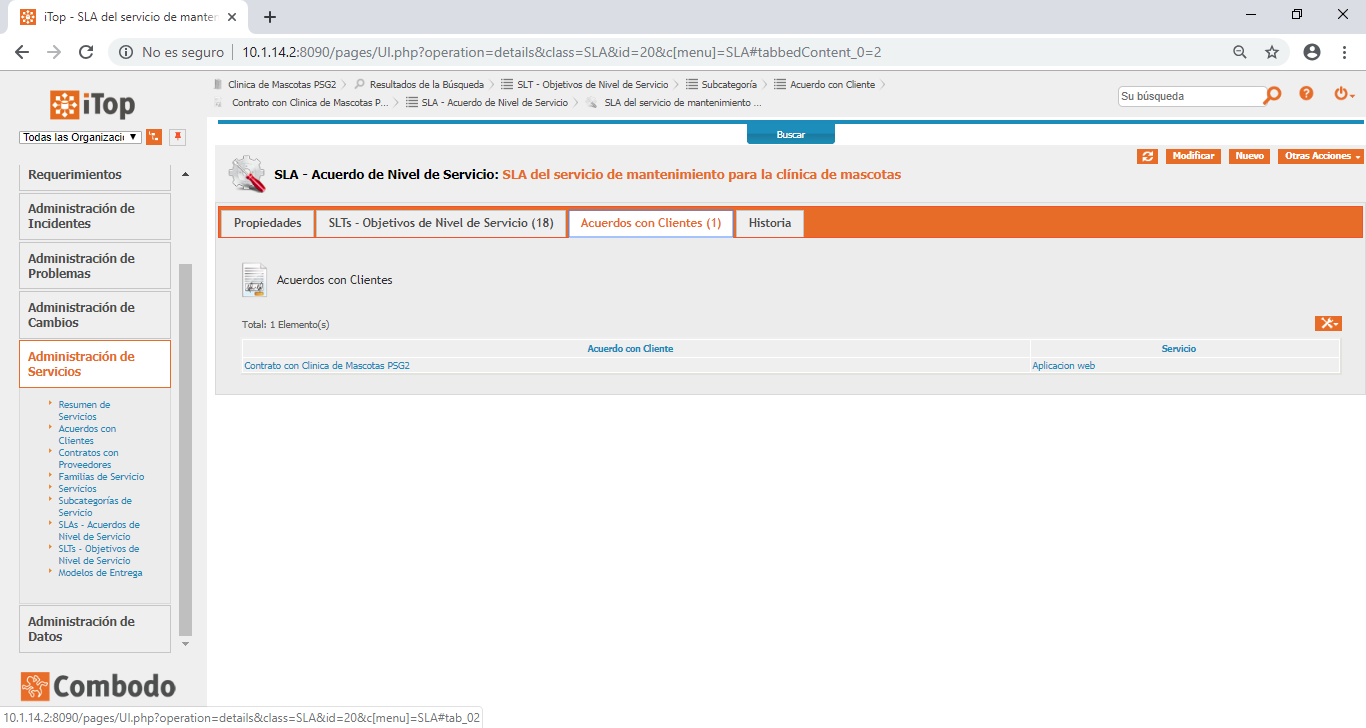 iTop - SLA del servicio de manter
No es seguro
10.1.14.2:8090/pages/UI.php?operation=details&class=SLA&id=20&c[menu]=SLA#tabbedContent_0=2
iTop
Todas las Organizaci
Requerimientos
Administración de
Incidentes
Administración de
Problemas
Administración de
Cambios
Administración de
Servicios
Resumen de
Servicios
Acuerdos con
Clientes
Contratos con
Proveedores
Familias de Servicio
Servicios
Subcategorías de
Servicio
SLAs - Acuerdos de
Nivel de Servicio
SLTs - Objetivos de
Nivel de Servicio
Modelos de Entrega
Administración de
Datos
Combodo
Clinica de Mascotas PSG2 Resultados de la Búsqueda SLT - Objetivos de Nivel de Servicio Subcategoría Acuerdo con Cliente
Contrato con Clinica de Mascotas P... SLA - Acuerdo de Nivel de Servicio SLA del servicio de mantenimiento ...
Su búsqueda
Buscar
Modificar Nuevo Otras Acciones
SLA - Acuerdo de Nivel de Servicio: SLA del servicio de mantenimiento para la clínica de mascotas
Propiedades SLTs - Objetivos de Nivel de Servicio (18) Acuerdos con Clientes (1) Historia
Acuerdos con Clientes
Total: 1 Elemento(s)
Acuerdo con Cliente Servicio
Contrato con Clinica de Mascotas PSG2 Aplicacion web
10.1.14.2:8090/pages/UI.php?operation=details&class=SLA&id=20&c[menu]=SLA#tab_02